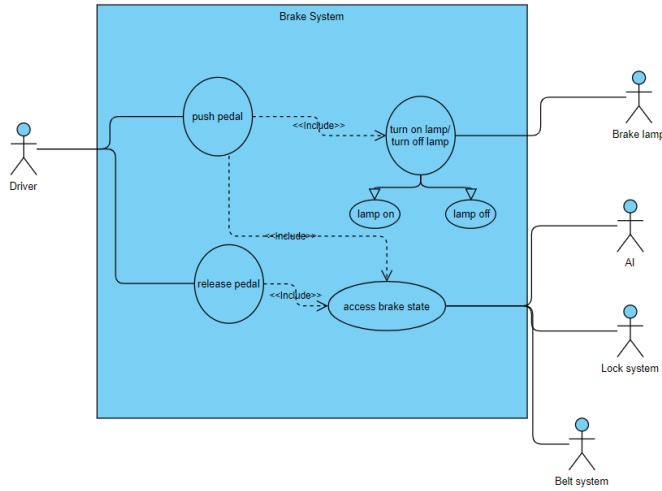 Brake System
push pedal
<<Include>>
turn on lamp/
turn off lamp
Brake lamp
Driver
lamp on
lamp off
<<Include>>
AI
release pedal
<<Include>>
access brake state
Lock system
Belt system